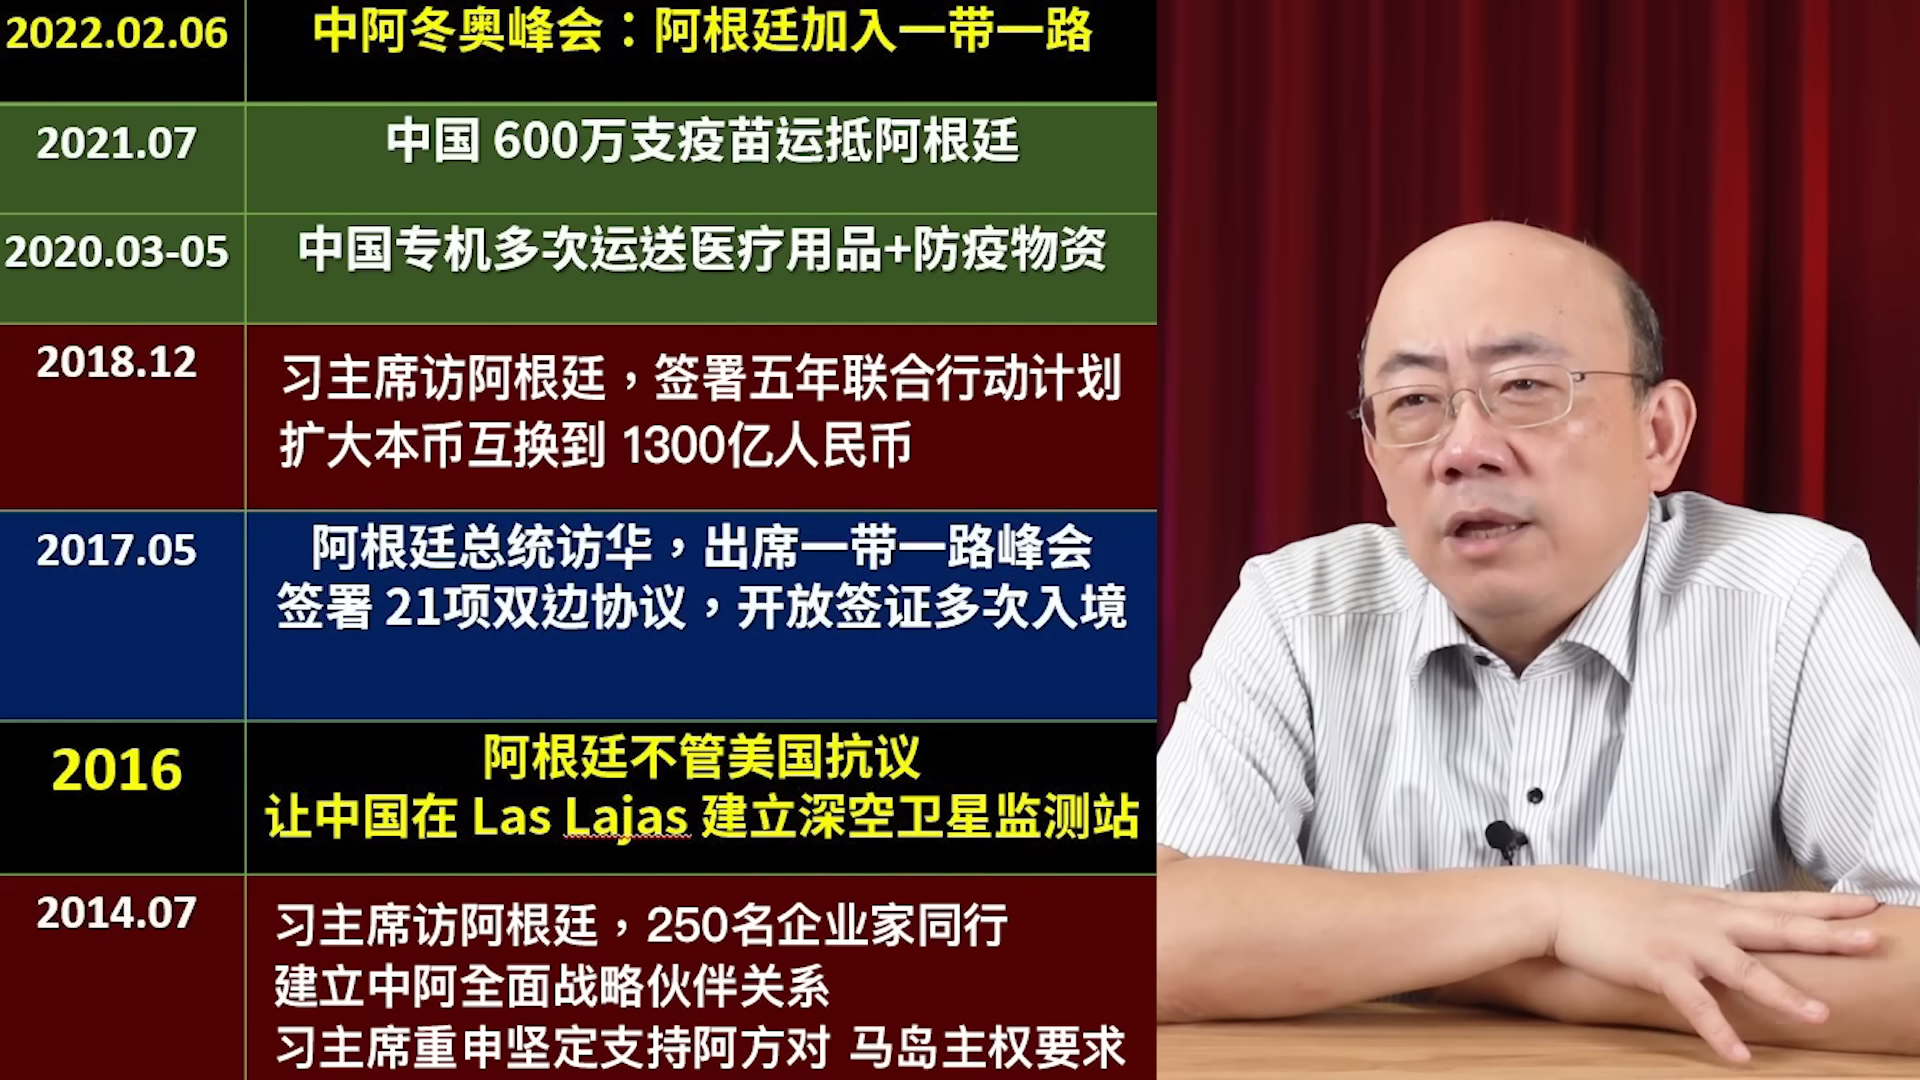 2022.02.06
中阿冬奥峰会：阿根廷加入一带一路
2021.07
中国 600万支疫苗运抵阿根廷
2020.03-05
中国专机多次运送医疗用品+防疫物资
2018.12
习主席访阿根廷，签署五年联合行动计划
扩大本币互换到 1300亿人民币
2017.05
阿根廷总统访华，出席一带一路峰会
签署 21项双边协议，开放签证多次入境
2016
阿根廷不管美国抗议
让中国在 Las Lajas 建立深空卫星监测站
2014.07
习主席访阿根廷，250名企业家同行
建立中阿全面战略伙伴关系
习主席重申坚定支持阿方对 马岛主权要求